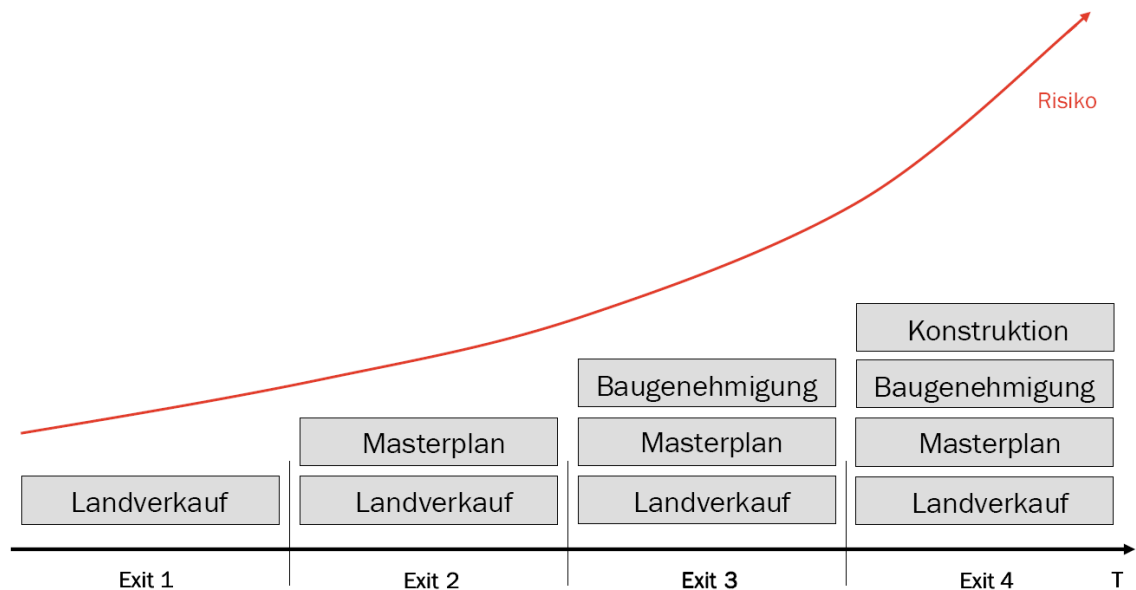 Risiko
Konstruktion
Baugenehmigung Baugenehmigung
Masterplan Masterplan Masterplan
Landverkauf Landverkauf Landverkauf Landverkauf
Exit 1 Exit 2 Exit 3 Exit 4 T